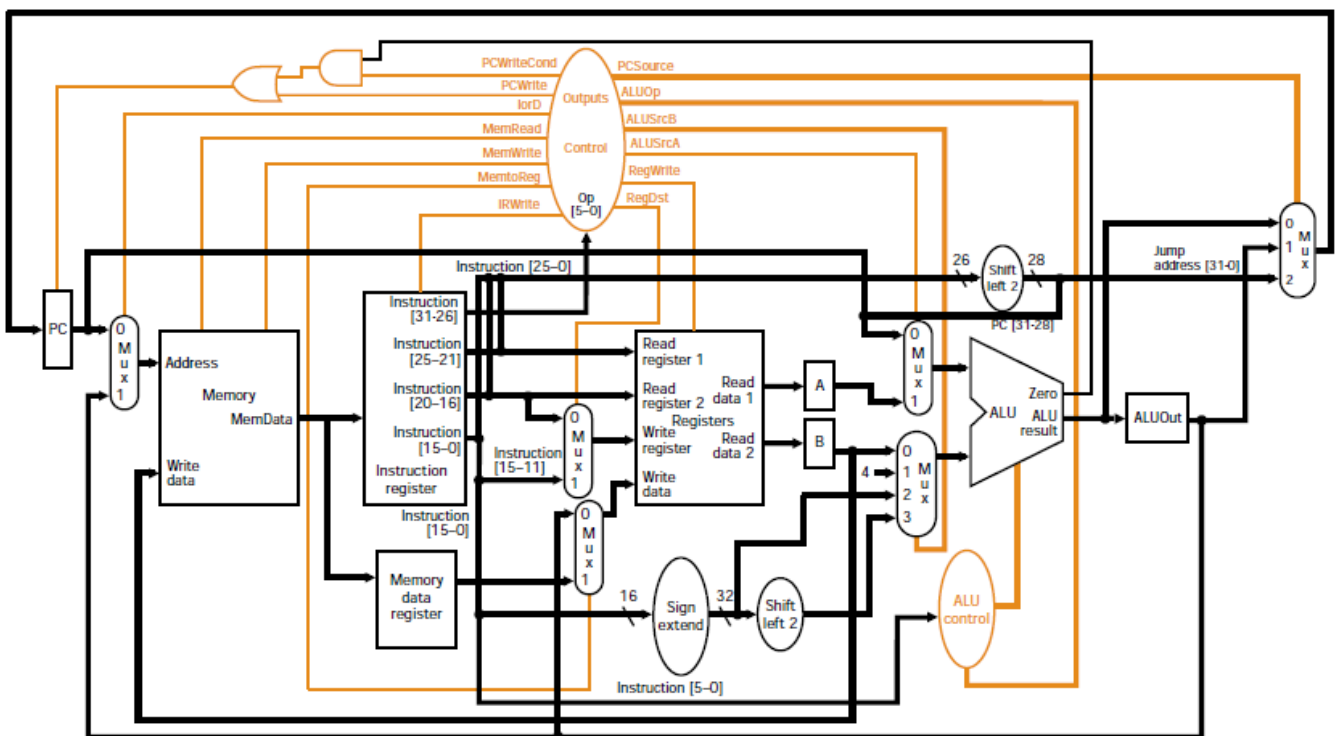 PCWriteCond
PCSource
PCWrite
Outputs
ALUOp
IorD
ALUSrcB
MemRead
Control
ALUSrcA
MemWrite
RegWrite
MemtoReg
Op
[5–0]
RegDst
IRWrite
Instruction [25–0]
26
Shift
left 2
28
Jump
address [31-0]
0
1
2
M
u
x
PC [31-28]
PC
0
M
u
x
1
Address
Memory
MemData
Write
data
Instruction
[31-26]
Instruction
[25–21]
Instruction
[20–16]
Instruction
[15–0]
Instruction
register
Instruction
[15–11]
0
M
u
x
1
Read
register 1
Read
register 2
Registers
Write
register
Write
data
Read
data 1
Read
data 2
A
B
0
M
u
x
1
4
0
1
2
3
M
u
x
Zero
ALU
ALU
result
ALUOut
Instruction
[15–0]
0
M
u
x
1
Memory
data
register
16
Sign
extend
32
Shift
left 2
ALU
control
Instruction [5–0]